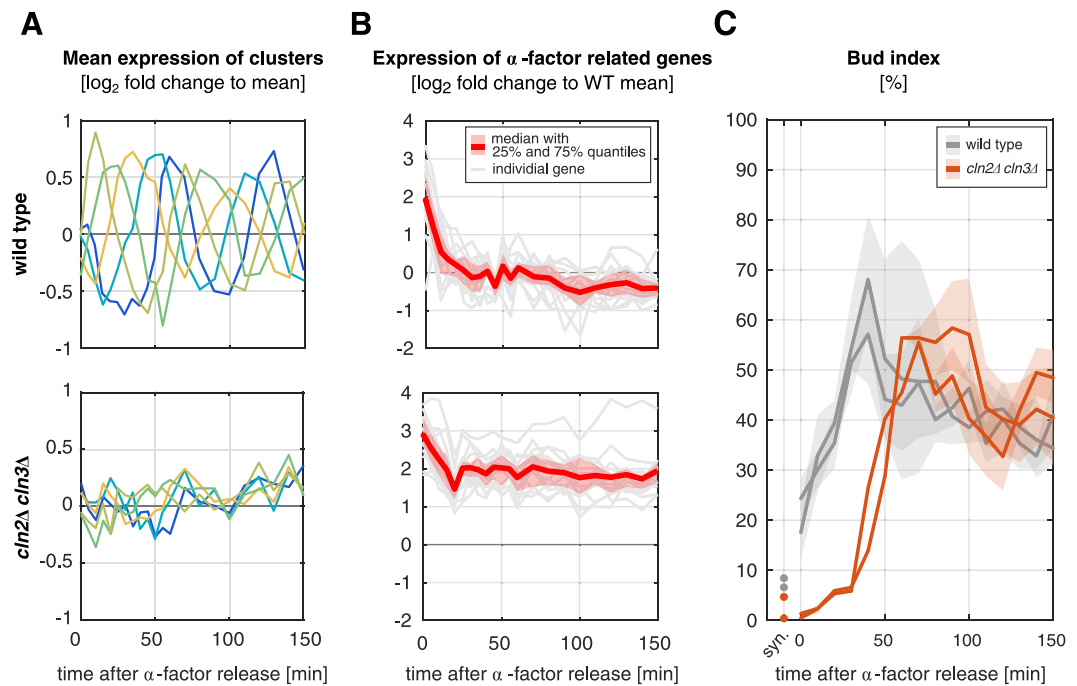 A
Mean expression of clusters
[log2 fold change to mean]
wild type
1
0.5
0
-0.5
-1
cln2Δ cln3Δ
1
0.5
0
-0.5
-1
0
50
100
150
time after α-factor release [min]
B
Expression of α-factor related genes
[log2 fold change to WT mean]
median with
25% and 75% quantiles
individial gene
4
3
2
1
0
-1
-2
4
3
2
1
0
-1
-2
0
50
100
150
time after α-factor release [min]
C
Bud index
[%]
wild type
cln2Δ cln3Δ
100
90
80
70
60
50
40
30
20
10
0
syn.
0
50
100
150
time after α-factor release [min]